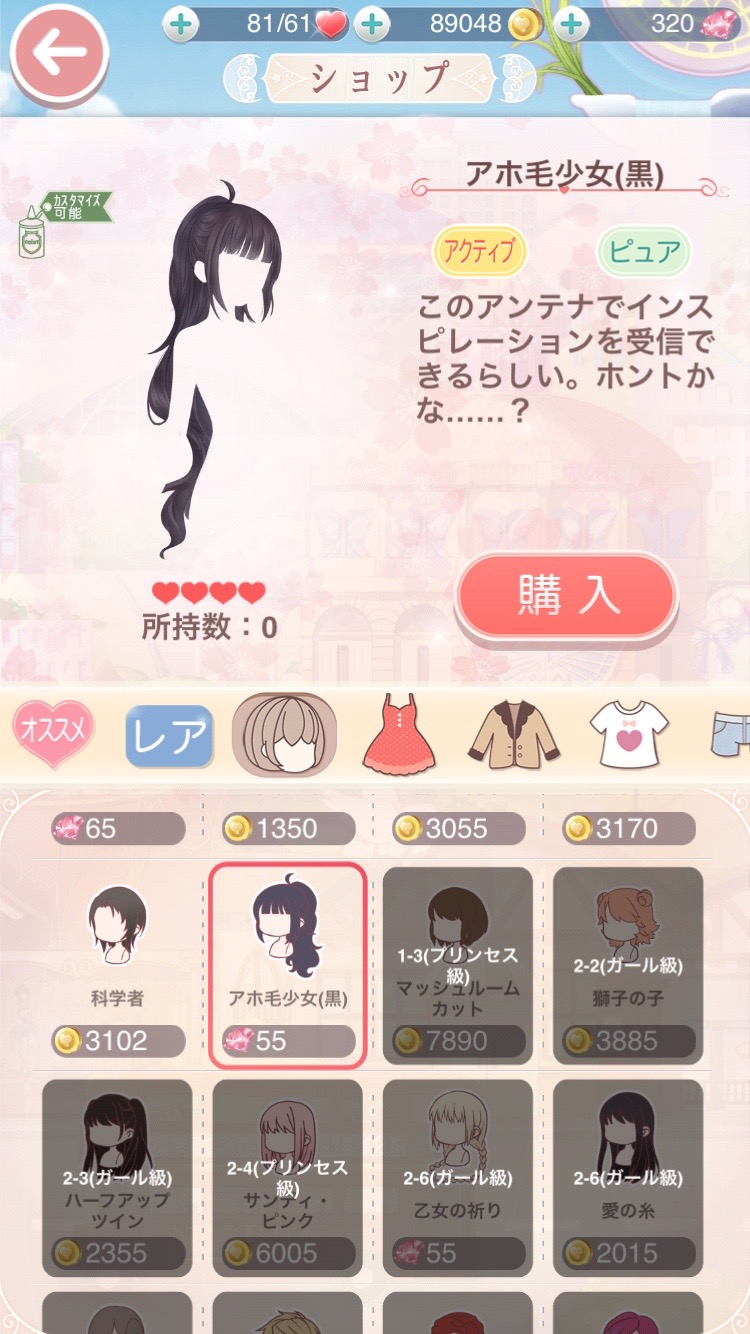 81/61
89048
320
ショップ
カスタマイズ
可能
アホ毛少女(黒)
アクティブ
ピュア
このアンテナでインス
ピレーションを受信で
きるらしい。ホントか
な……？
所持数：0
購入
オススメ
レア
65
1350
3055
3170
科学者
3102
アホ毛少女(黒)
55
1-3(プリンセス
級)
マッシュルーム
カット
7890
2-2(ガール級)
獅子の子
3885
2-3(ガール級)
ハーフアップ
ツイン
2355
2-4(プリンセス
級)
サンディ・
ピンク
6005
2-6(ガール級)
乙女の祈り
55
2-6(ガール級)
愛の糸
2015